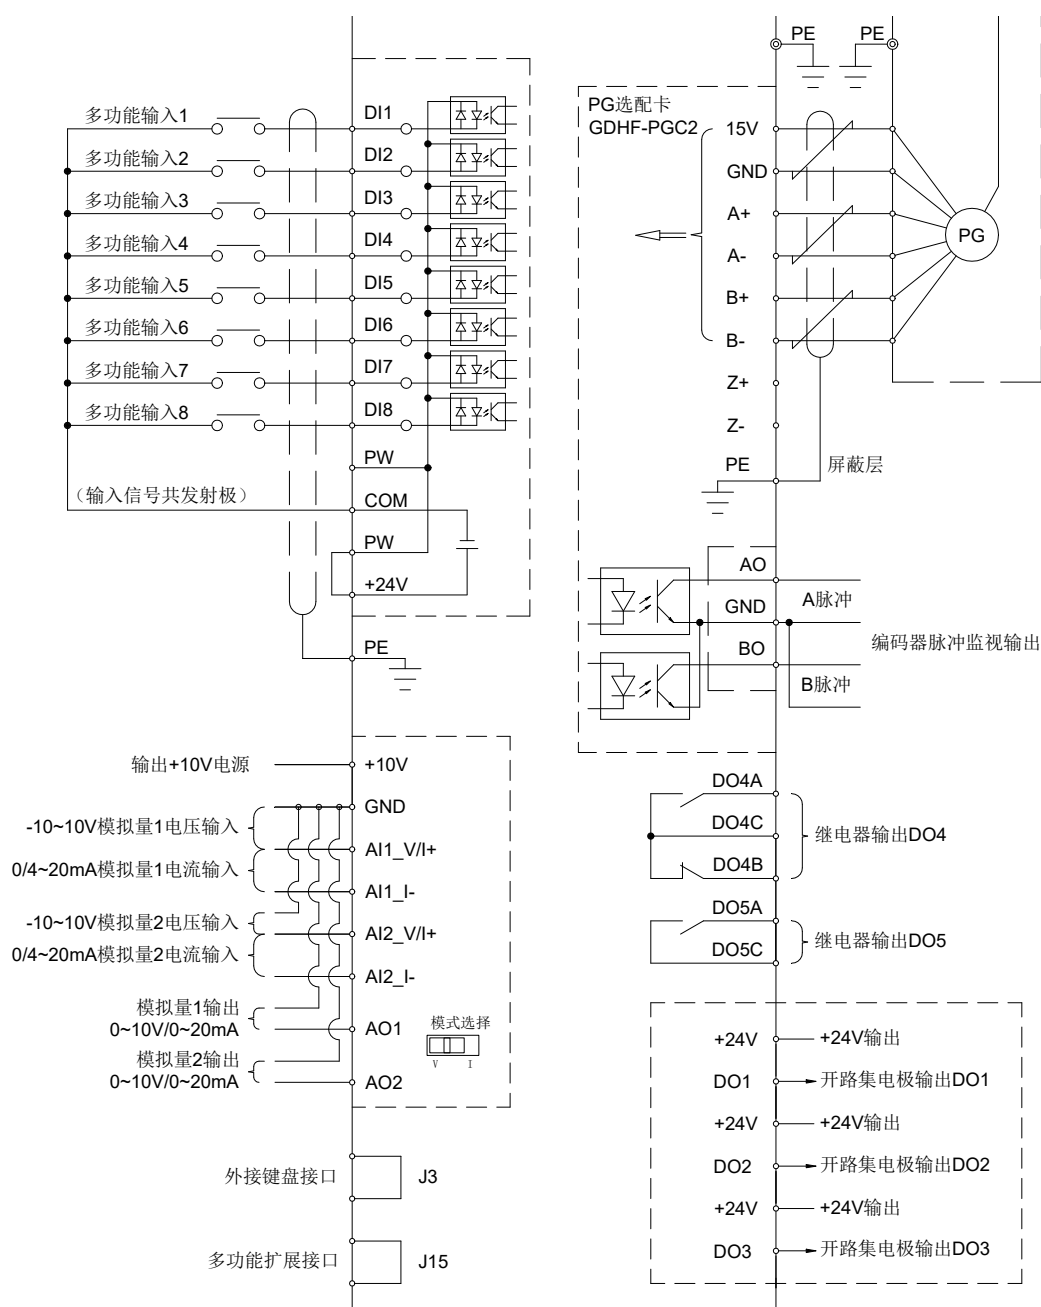 多功能输入1
DI1
多功能输入2
DI2
多功能输入3
DI3
多功能输入4
DI4
多功能输入5
DI5
多功能输入6
DI6
多功能输入7
DI7
多功能输入8
DI8
PW
（输入信号共发射极）
COM
PW
+24V
PE
输出+10V电源
+10V
GND
-10~10V模拟量1电压输入
AI1_V/I+
0/4~20mA模拟量1电流输入
AI1_I-
-10~10V模拟量2电压输入
AI2_V/I+
0/4~20mA模拟量2电流输入
AI2_I-
模拟量1输出
0~10V/0~20mA
AO1
模式选择
V I
模拟量2输出
0~10V/0~20mA
AO2
外接键盘接口
J3
多功能扩展接口
J15
PE
PE
PG选配卡
GDHF-PGC2
15V
GND
A+
A-
B+
B-
Z+
Z-
PE
PG
屏蔽层
AO
A脉冲
GND
编码器脉冲监视输出
BO
B脉冲
DO4A
DO4C
继电器输出DO4
DO4B
DO5A
继电器输出DO5
DO5C
+24V
+24V输出
DO1
开路集电极输出DO1
+24V
+24V输出
DO2
开路集电极输出DO2
+24V
+24V输出
DO3
开路集电极输出DO3